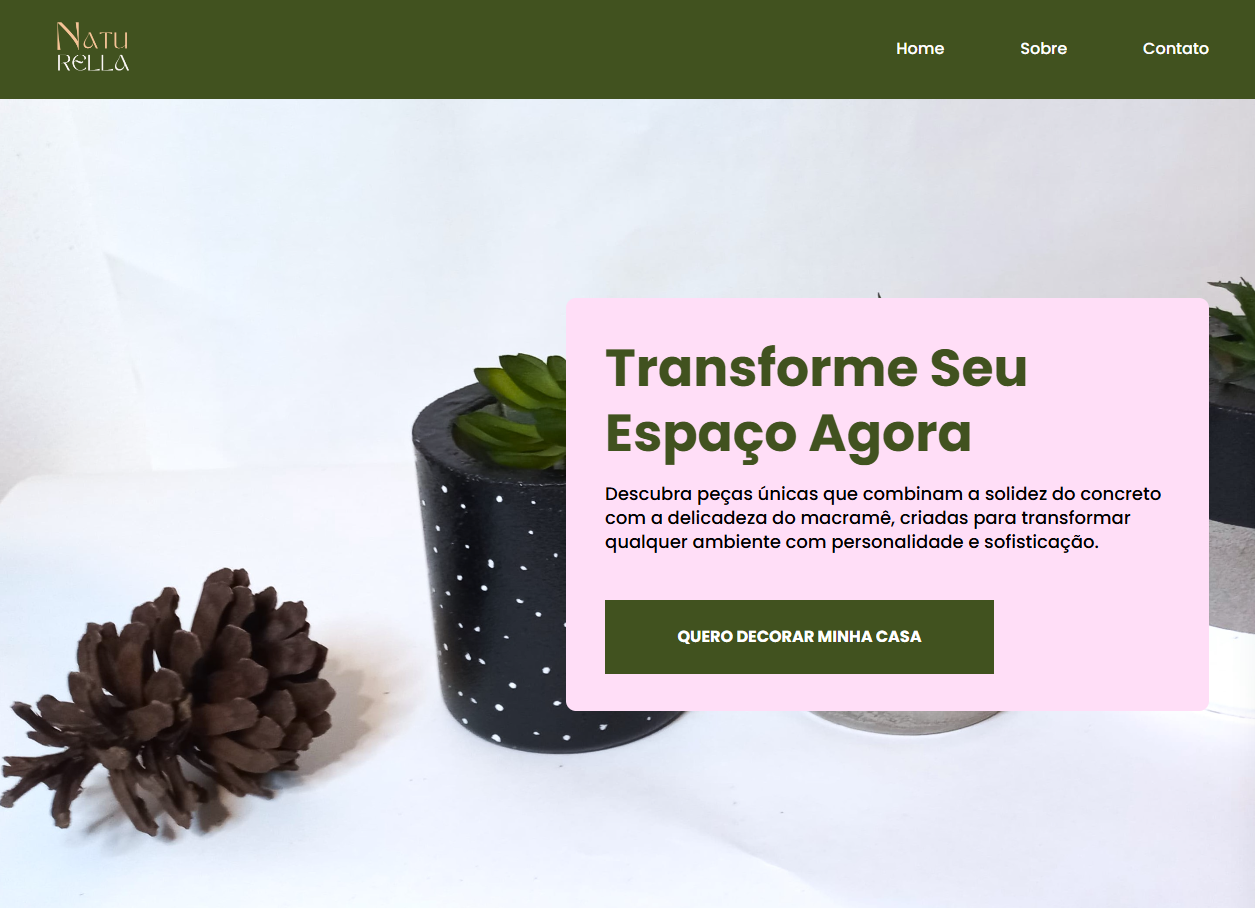 NATU
RELLA
Home Sobre Contato
Transforme Seu
Espaço Agora
Descubra peças únicas que combinam a solidez do concreto
com a delicadeza do macramê, criadas para transformar
qualquer ambiente com personalidade e sofisticação.
QUERO DECORAR MINHA CASA